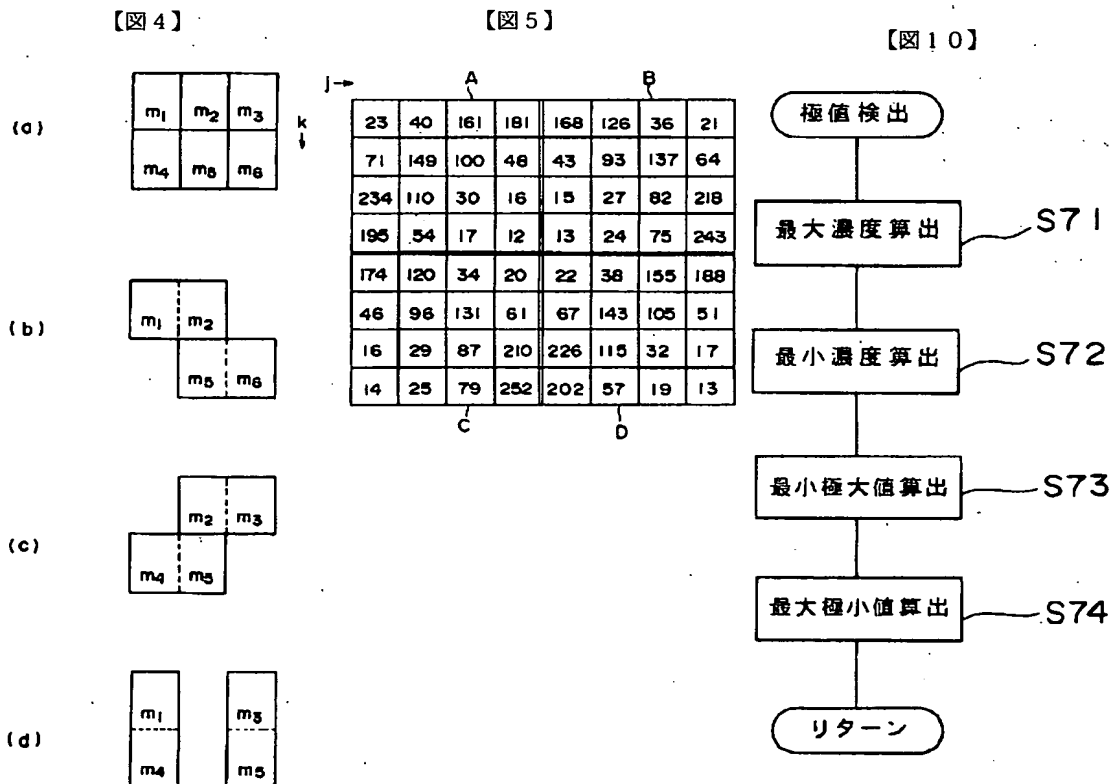 【図4】
(a)
m1 m2 m3
m4 m5 m6
k
↓
(b)
m1 m2
m5 m6
(c)
m2 m3
m4 m5
(d)
m1 m3
m4 m5
【図5】
j→
A B
23 40 161 181 168 126 36 21
71 149 100 48 43 93 137 64
234 110 30 16 15 27 82 218
195 54 17 12 13 24 75 243
174 120 34 20 22 38 155 188
46 96 131 61 67 143 105 51
16 29 87 210 226 115 32 17
14 25 79 252 202 57 19 13
C D
【図10】
極値検出
最大濃度算出 S71
最小濃度算出 S72
最小極大値算出 S73
最大極小値算出 S74
リターン